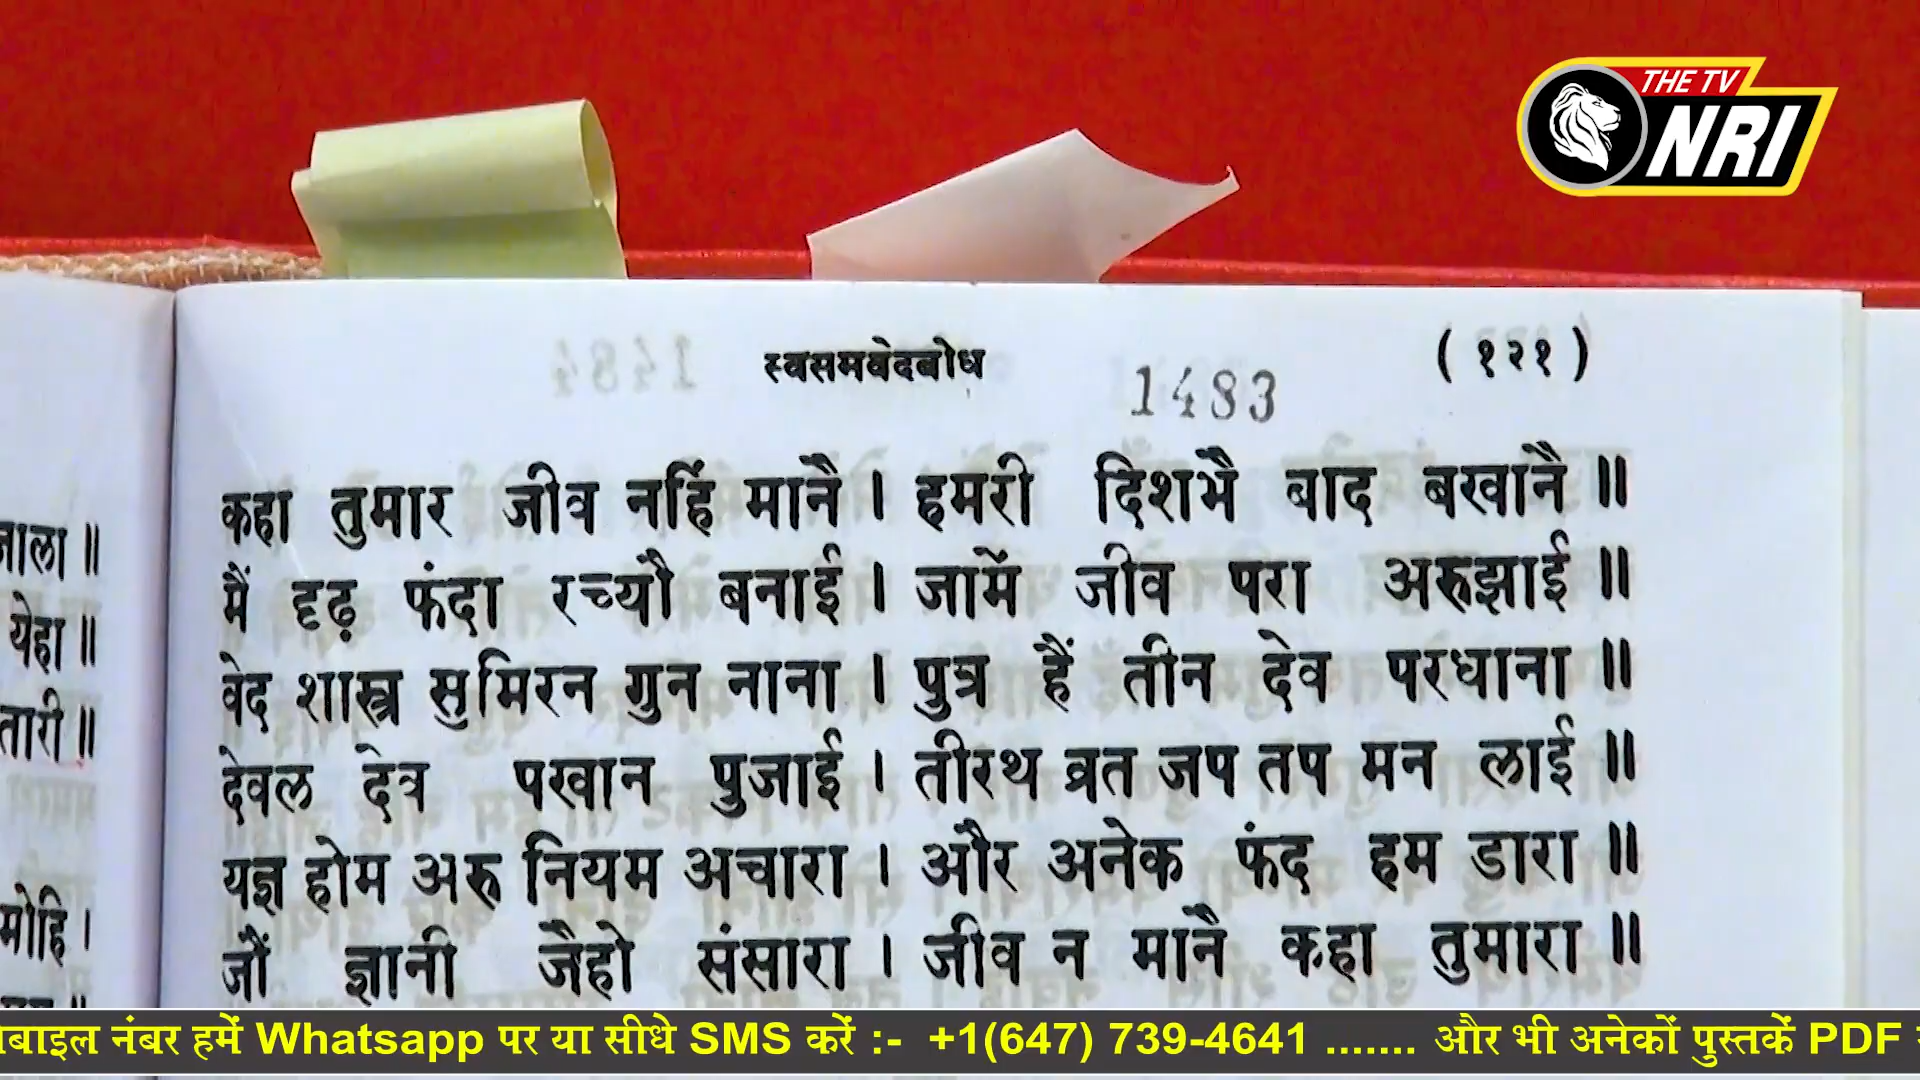 THE TV
NRI
स्वसमवेदबोध
(१२१)
1483
कहा तुमार जीव नहिं मानै । हमरी दिशभै बाद बखानै ॥
मैं दृढ़ फंदा रच्यौ बनाई । जामें जीव परा अरुझाई ॥
वेद शास्त्र सुमिरन गुन नाना । पुत्र हैं तीन देव परधाना ॥
देवल देव पखान पुजाई । तीरथ व्रत जप तप मन लाई ॥
यज्ञ होम अरु नियम अचारा । और अनेक फंद हम डारा ॥
जौं ज्ञानी जैहो संसारा । जीव न मानै कहा तुमारा ॥
जाला ॥
येहा ॥
तारी ॥
मोहि ।
बाइल नंबर हमें Whatsapp पर या सीधे SMS करें :- +1(647) 739-4641 ....... और भी अनेकों पुस्तकें PDF